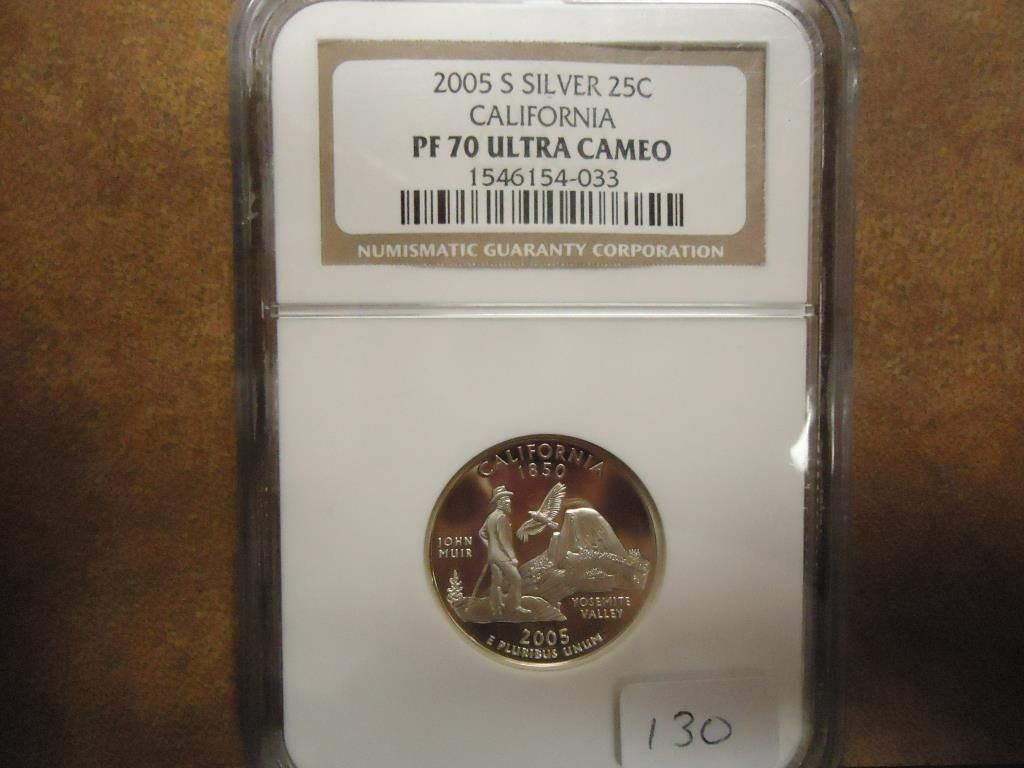 2005 S SILVER 25C
CALIFORNIA
PF 70 ULTRA CAMEO
1546154-033
NUMISMATIC GUARANTY CORPORATION
CALIFORNIA
1850
JOHN
MUIR
YOSEMITE
VALLEY
2005
E PLURIBUS UNUM
130